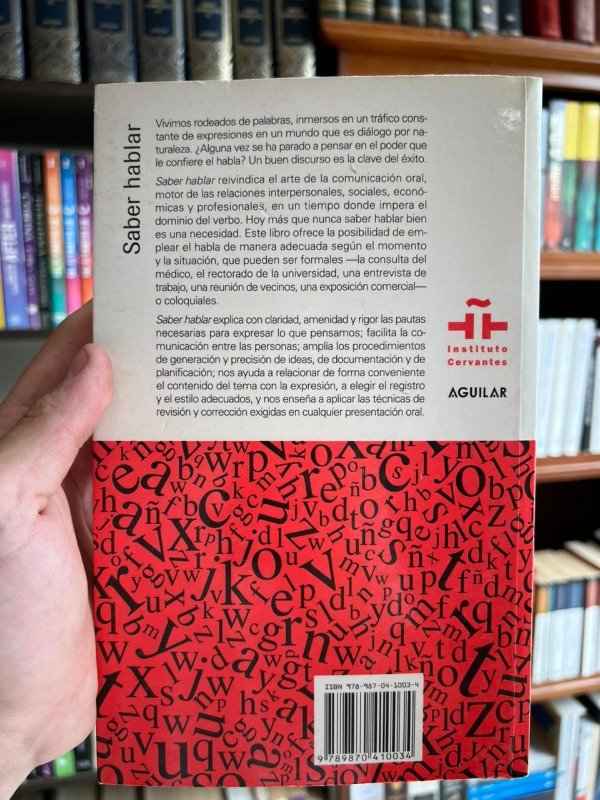 Saber hablar
Vivimos rodeados de palabras, inmersos en un tráfico cons-
tante de expresiones en un mundo que es diálogo por na-
turaleza. ¿Alguna vez se ha parado a pensar en el poder que
le confiere el habla? Un buen discurso es la clave del éxito.
Saber hablar reivindica el arte de la comunicación oral,
motor de las relaciones interpersonales, sociales, econó-
micas y profesionales, en un tiempo donde impera el
dominio del verbo. Hoy más que nunca saber hablar bien
es una necesidad. Este libro ofrece la posibilidad de em-
plear el habla de manera adecuada según el momento
y la situación, que pueden ser formales —la consulta del
médico, el rectorado de la universidad, una entrevista de
trabajo, una reunión de vecinos, una exposición comercial—
o coloquiales.
Saber hablar explica con claridad, amenidad y rigor las pautas
necesarias para expresar lo que pensamos; facilita la co-
municación entre las personas; amplía los procedimientos
de generación y precisión de ideas, de documentación y de
planificación; nos ayuda a relacionar de forma conveniente
el contenido del tema con la expresión, a elegir el registro
y el estilo adecuados, y nos enseña a aplicar las técnicas de
revisión y corrección exigidas en cualquier presentación oral.
Instituto
Cervantes
AGUILAR
ISBN 978-987-04-1003-4
9789870410034